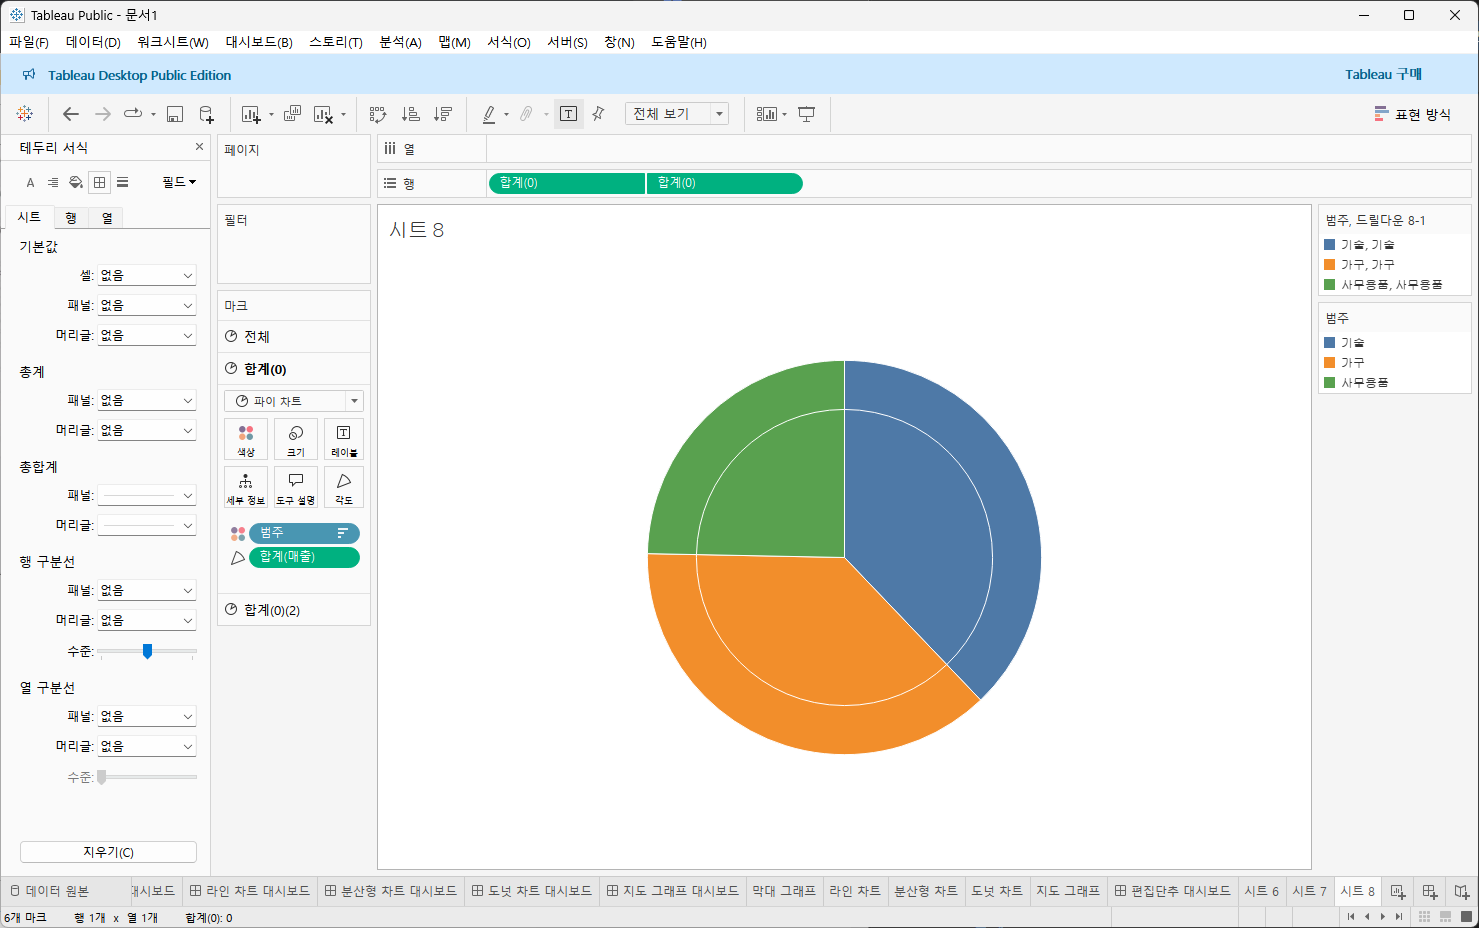 Tableau Public - 문서1
파일(F) 데이터(D) 워크시트(W) 대시보드(B) 스토리(T) 분석(A) 맵(M) 서식(O) 서버(S) 창(N) 도움말(H)
Tableau Desktop Public Edition
Tableau 구매
전체 보기
표현 방식
테두리 서식
필드
시트 행 열
기본값
셀: 없음
패널: 없음
머리글: 없음
총계
패널: 없음
머리글: 없음
총합계
패널:
머리글:
행 구분선
패널: 없음
머리글: 없음
수준:
열 구분선
패널: 없음
머리글: 없음
수준:
지우기(C)
페이지
필터
마크
전체
합계(0)
파이 차트
색상 크기 레이블
세부 정보 도구 설명 각도
범주
합계(매출)
합계(0)(2)
열
행 합계(0) 합계(0)
시트 8
범주, 드릴다운 8-1
기술, 기술
가구, 가구
사무용품, 사무용품
범주
기술
가구
사무용품
데이터 원본 대시보드 라인 차트 대시보드 분산형 차트 대시보드 도넛 차트 대시보드 지도 그래프 대시보드 막대 그래프 라인 차트 분산형 차트 도넛 차트 지도 그래프 편집단추 대시보드 시트 6 시트 7 시트 8
6개 마크 행 1개 x 열 1개 합계(0): 0